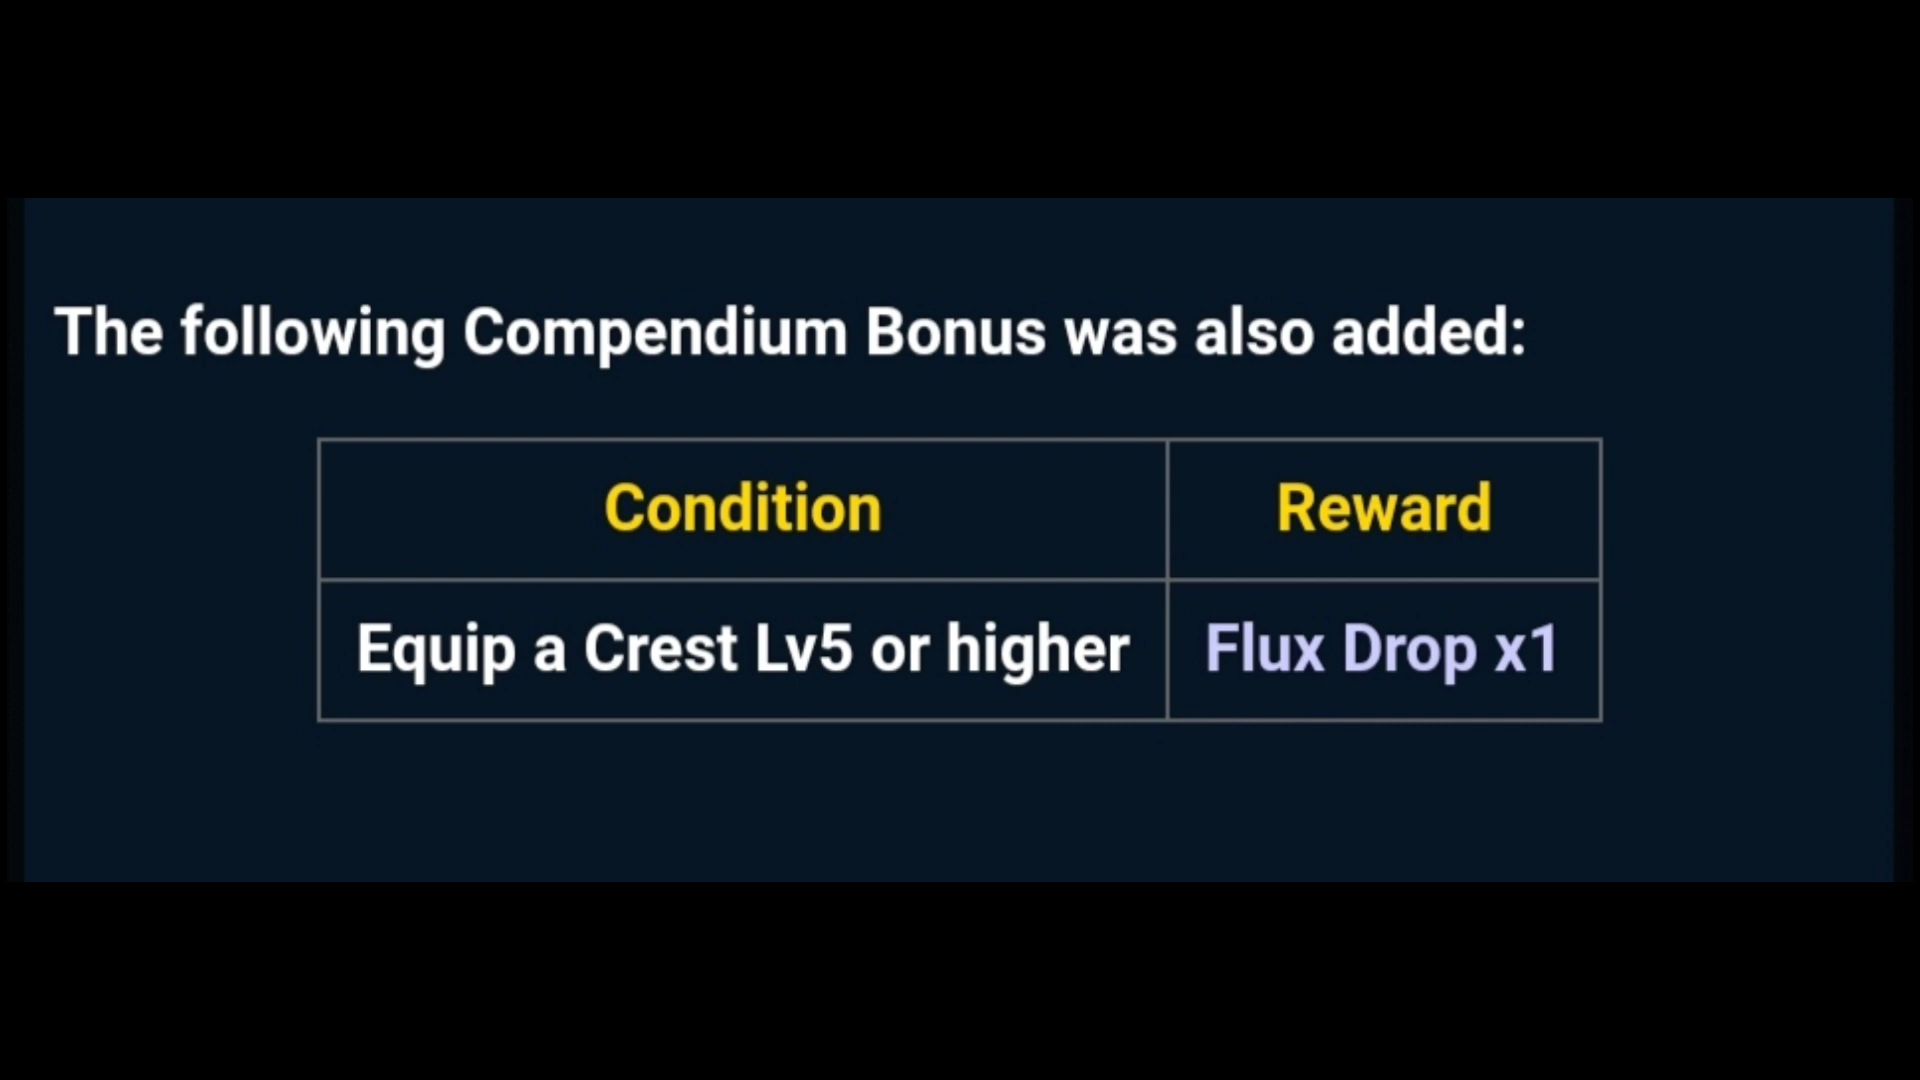 The following Compendium Bonus was also added:
Condition Reward
Equip a Crest Lv5 or higher Flux Drop x1